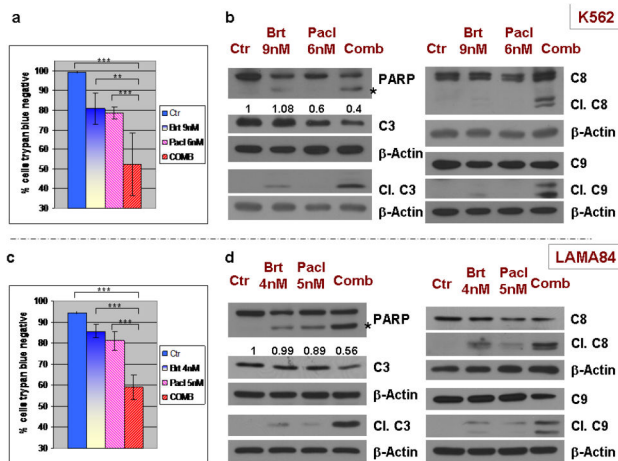 a
b
K562
Brt
9nM
Pacl
6nM
Ctr
Comb
Brt
9nM
Pacl
6nM
Ctr
Comb
% cells trypan blue negative
100
90
80
70
60
50
40
30
***
**
***
Ctr
Brt 9nM
Pacl 6nM
COMB
PARP
*
1 1.08 0.6 0.4
C3
β-Actin
Cl. C3
β-Actin
C8
Cl. C8
β-Actin
C9
Cl. C9
β-Actin
c
d
LAMA84
Brt
4nM
Pacl
5nM
Ctr
Comb
Brt
4nM
Pacl
5nM
Ctr
Comb
% cells trypan blue negative
100
90
80
70
60
50
40
30
***
***
***
Ctr
Brt 4nM
Pacl 5nM
COMB
PARP
*
1 0.99 0.89 0.56
C3
β-Actin
Cl. C3
β-Actin
C8
Cl. C8
β-Actin
C9
Cl. C9
β-Actin